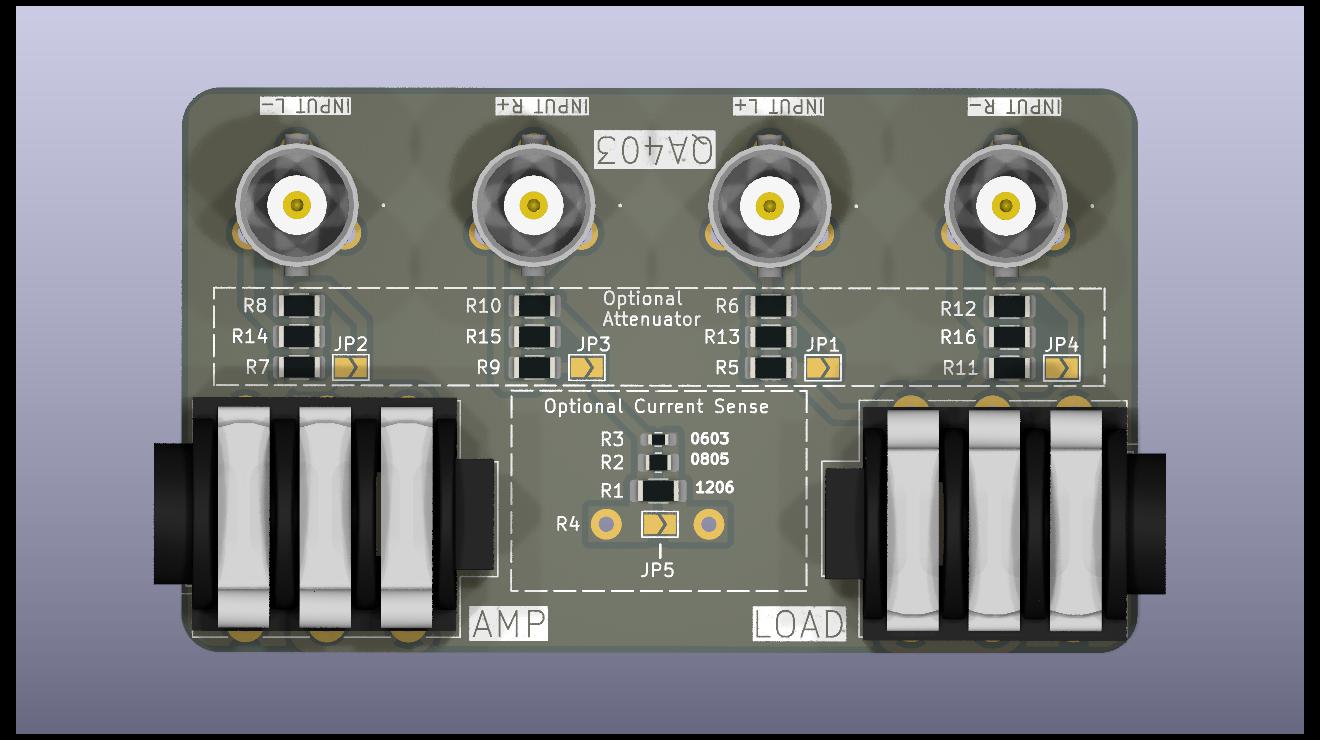 INPUT L-
INPUT R+
INPUT L+
INPUT R-
QA403
R8
R10
Optional
Attenuator
R6
R12
R14
JP2
R15
JP3
R13
JP1
R16
JP4
R7
R9
R5
R11
Optional Current Sense
R3
0603
R2
0805
R1
1206
R4
JP5
AMP
LOAD